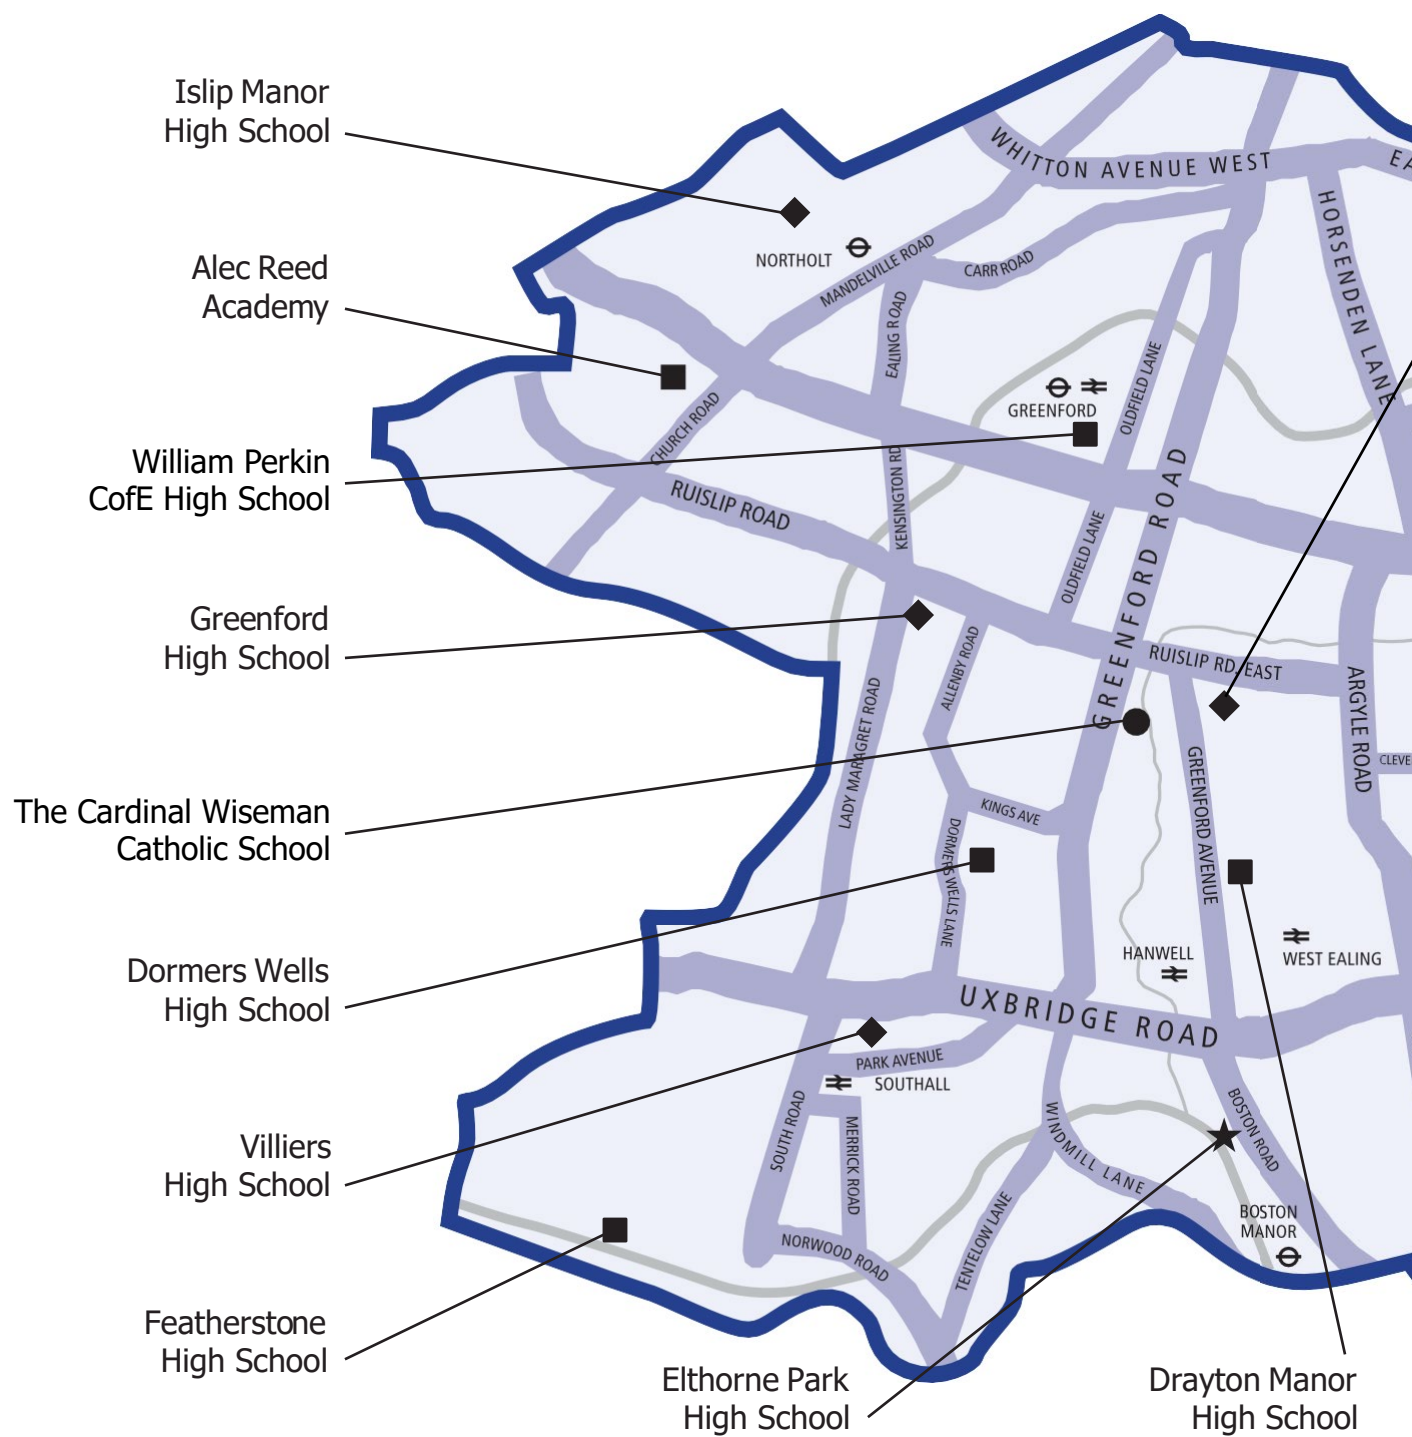 Islip Manor
High School
Alec Reed
Academy
William Perkin
CofE High School
Greenford
High School
The Cardinal Wiseman
Catholic School
Dormers Wells
High School
Villiers
High School
Featherstone
High School
Elthorne Park
High School
Drayton Manor
High School
WHITTON AVENUE WEST
EA
HORSENDEN LANE
NORTHOLT
MANDELVILLE ROAD
CARR ROAD
EALING ROAD
OLDFIELD LANE
GREENFORD
CHURCH ROAD
KENSINGTON RD
RUISLIP ROAD
OLDFIELD LANE
GREENFORD ROAD
ALLENBY ROAD
RUISLIP RD. EAST
LADY MARAGRET ROAD
ARGYLE ROAD
GREENFORD AVENUE
CLEVE
KINGS AVE
DORMERS WELLS LANE
HANWELL
WEST EALING
UXBRIDGE ROAD
PARK AVENUE
SOUTHALL
SOUTH ROAD
MERRICK ROAD
WINDMILL LANE
BOSTON ROAD
BOSTON
MANOR
NORWOOD ROAD
TENTELOW LANE